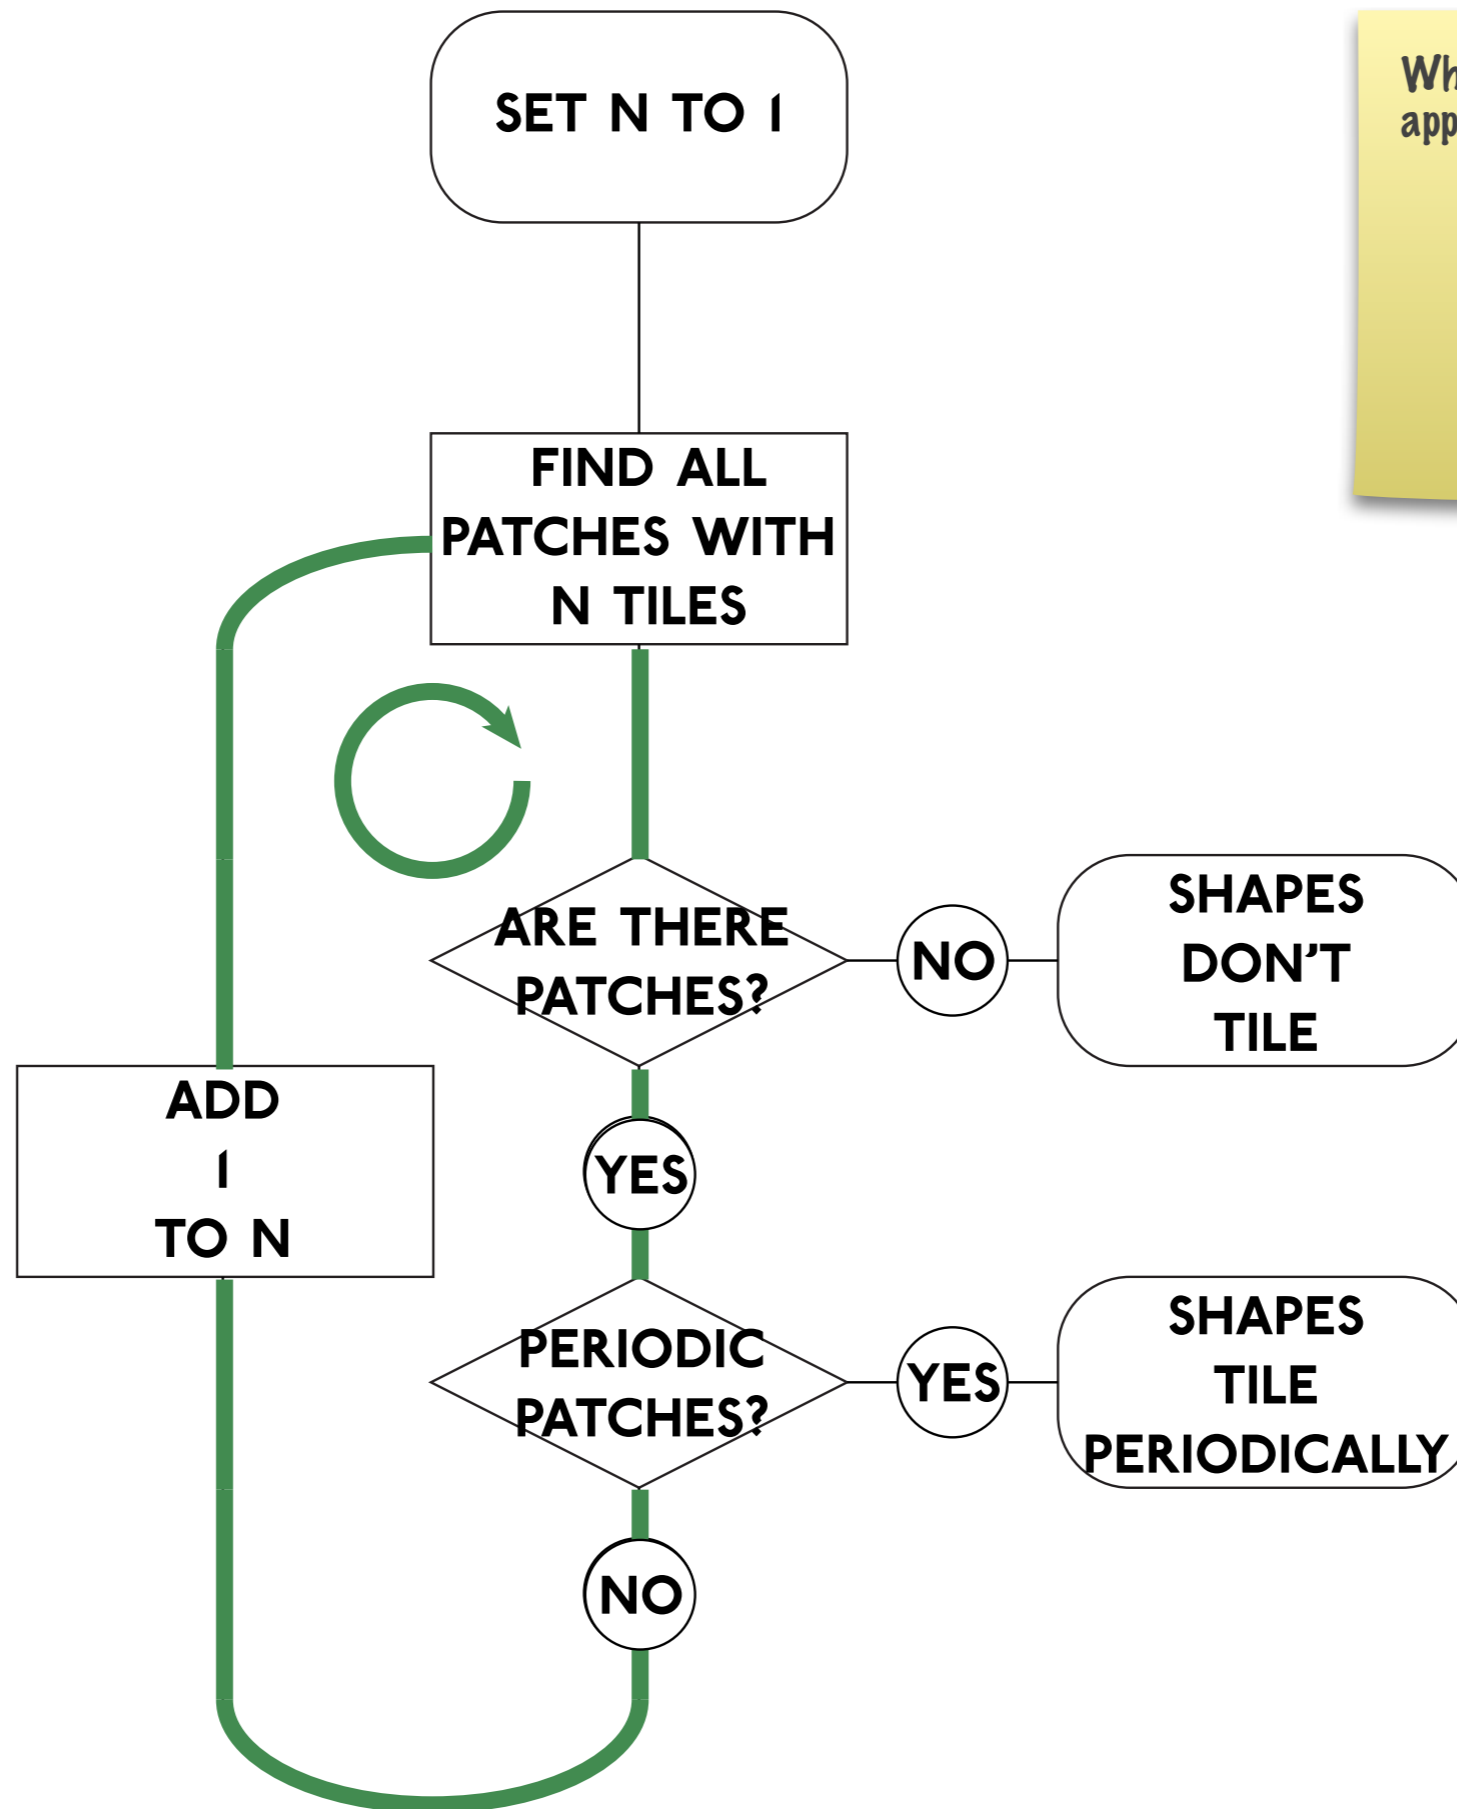 SET N TO 1
FIND ALL
PATCHES WITH
N TILES
ARE THERE
PATCHES?
NO
SHAPES
DON'T
TILE
ADD
1
TO N
YES
PERIODIC
PATCHES?
YES
SHAPES
TILE
PERIODICALLY
NO